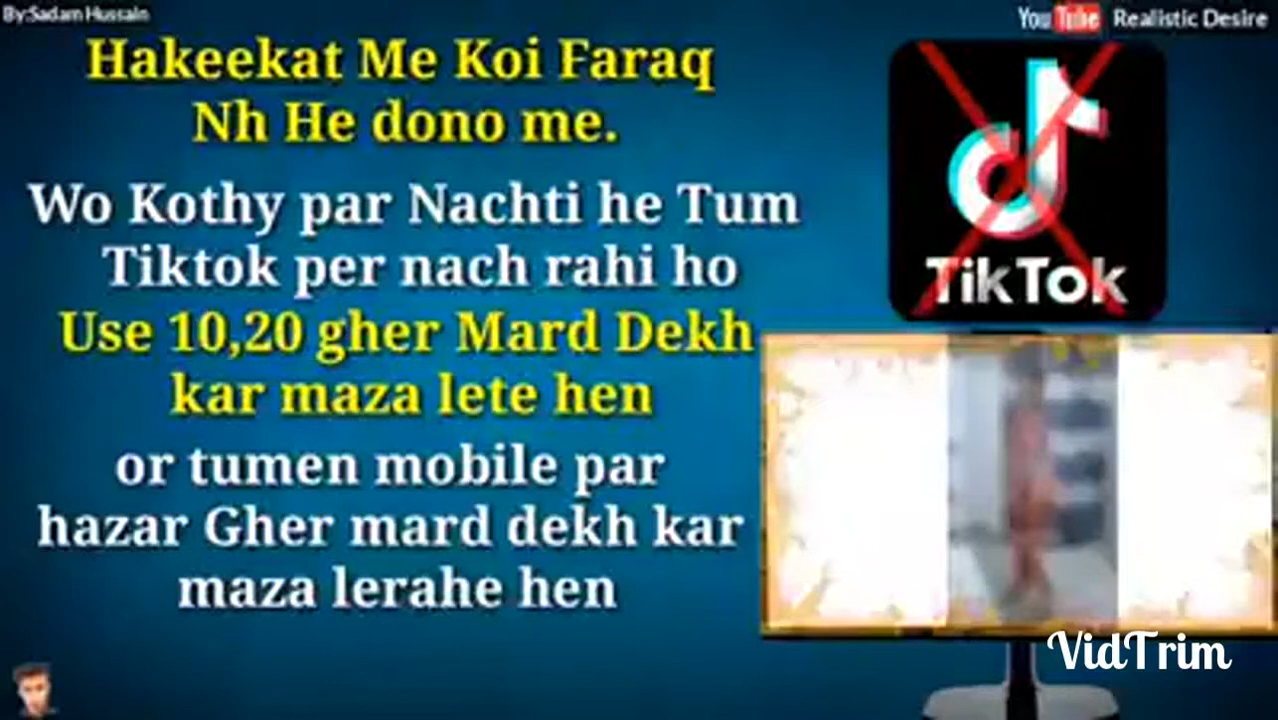 By:Sadam Hussain
You Tube Realistic Desire
Hakeekat Me Koi Faraq
Nh He dono me.
Wo Kothy par Nachti he Tum
Tiktok per nach rahi ho
Use 10,20 gher Mard Dekh
kar maza lete hen
or tumen mobile par
hazar Gher mard dekh kar
maza lerahe hen
TikTok
VidTrim